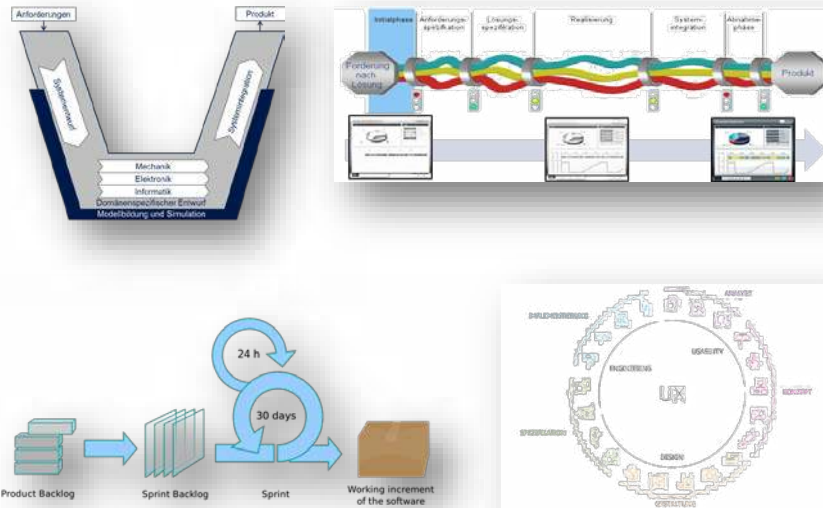 Anforderungen
Produkt
Systementwurf
Systemintegration
Mechanik
Elektronik
Informatik
Domänenspezifischer Entwurf
Modellbildung und Simulation
Initialphase
Anforderungs-
spezifikation
Lösungs-
spezifikation
Realisierung
System-
integration
Abnahme-
phase
Forderung
nach
Lösung
Produkt
24 h
30 days
Product Backlog
Sprint Backlog
Sprint
Working increment
of the software
USABILITY
ENGINEERING
UX
DESIGN
KONZEPT